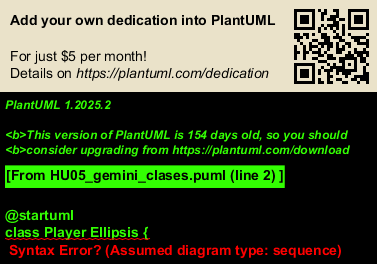 Add your own dedication into PlantUML
For just $5 per month!
Details on https://plantuml.com/dedication
PlantUML 1.2025.2
<b>This version of PlantUML is 154 days old, so you should
<b>consider upgrading from https://plantuml.com/download
[From HU05_gemini_clases.puml (line 2) ]
@startuml
class Player Ellipsis {
Syntax Error? (Assumed diagram type: sequence)